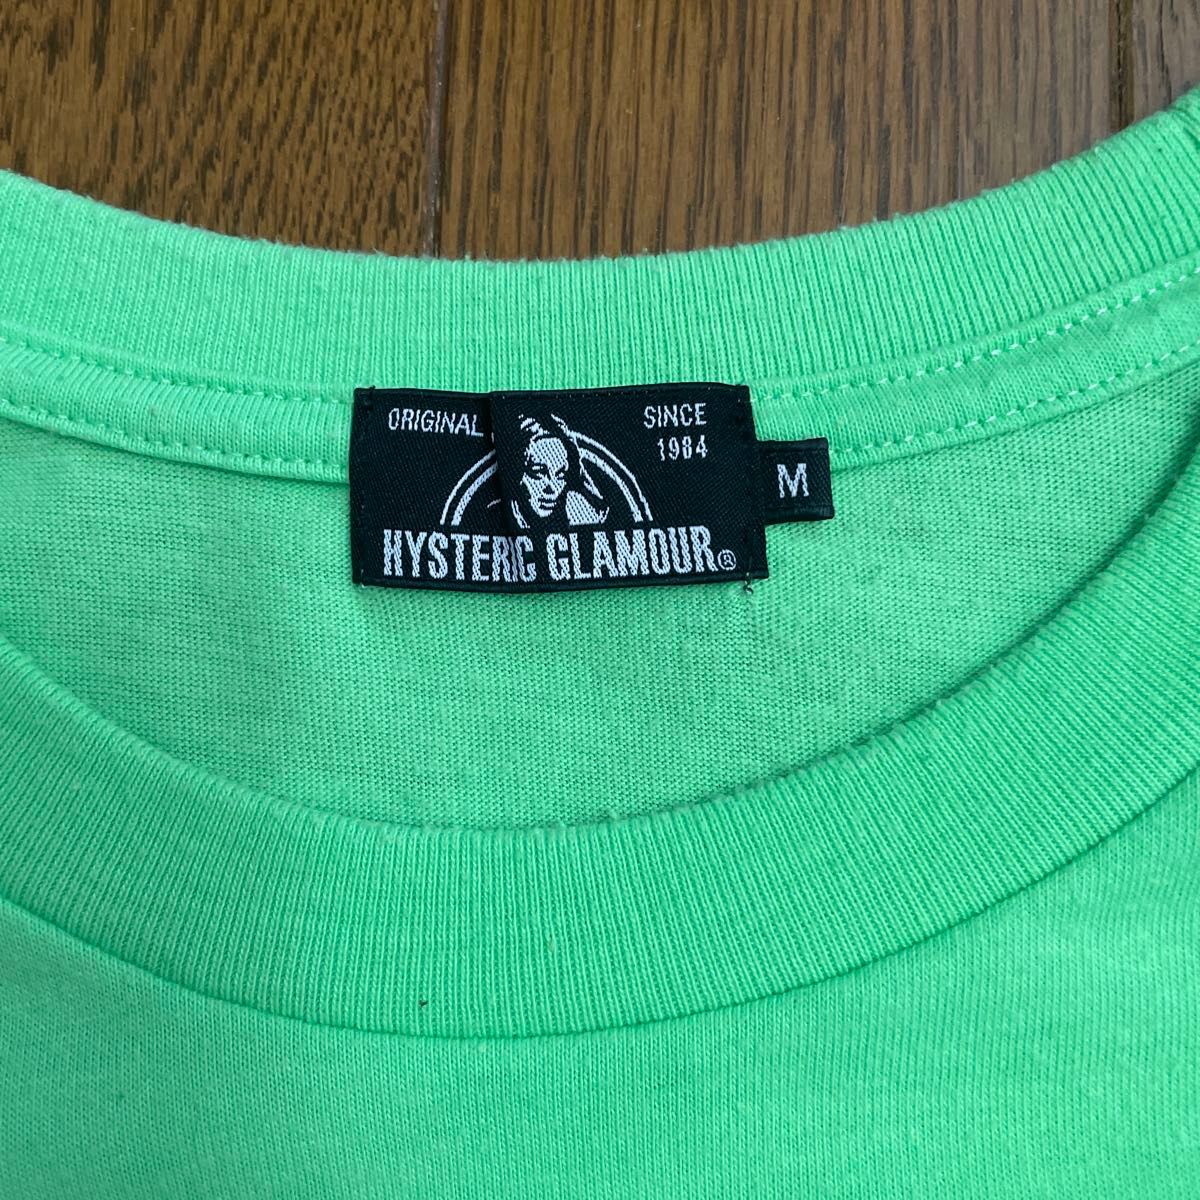 ORIGINAL
SINCE
1984
HYSTERIC GLAMOUR®
M